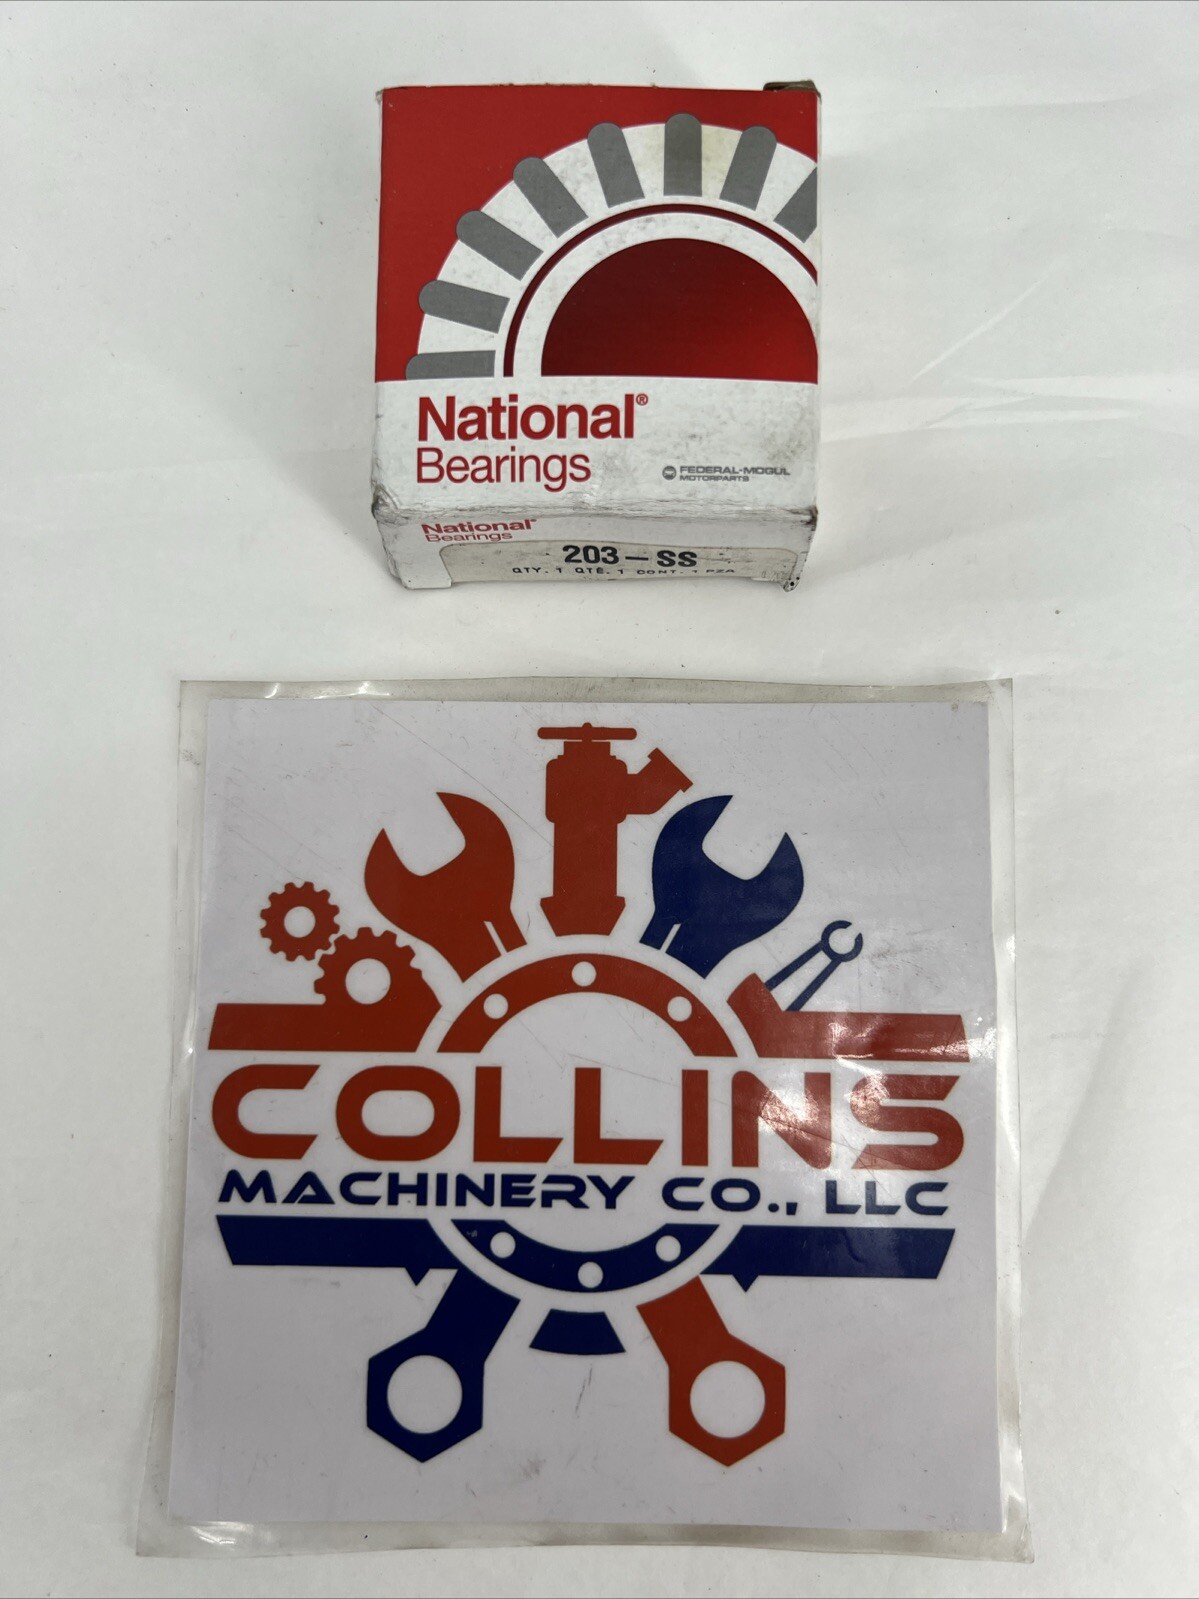 National®
Bearings
FEDERAL-MOGUL
MOTORPARTS
National®
Bearings
203-SS
QTY. 1 QTÉ. 1 CONT. 1 PZA
COLLINS
MACHINERY CO., LLC